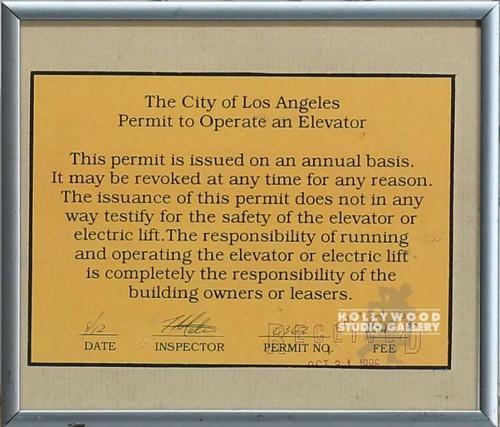 The City of Los Angeles
Permit to Operate an Elevator
This permit is issued on an annual basis.
It may be revoked at any time for any reason.
The issuance of this permit does not in any
way testify for the safety of the elevator or
electric lift.The responsibility of running
and operating the elevator or electric lift
is completely the responsibility of the
building owners or leasers.
HOLLYWOOD
STUDIO GALLERY
RECEIVED
DATE INSPECTOR PERMIT NO. FEE
OCT 31